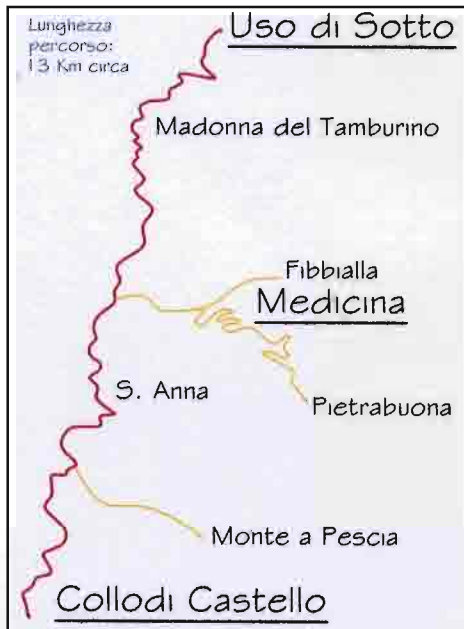 Lunghezza
percorso:
13 Km circa
Uso di Sotto
Madonna del Tamburino
Fibbialla
Medicina
S. Anna
Pietrabuona
Monte a Pescia
Collodi Castello